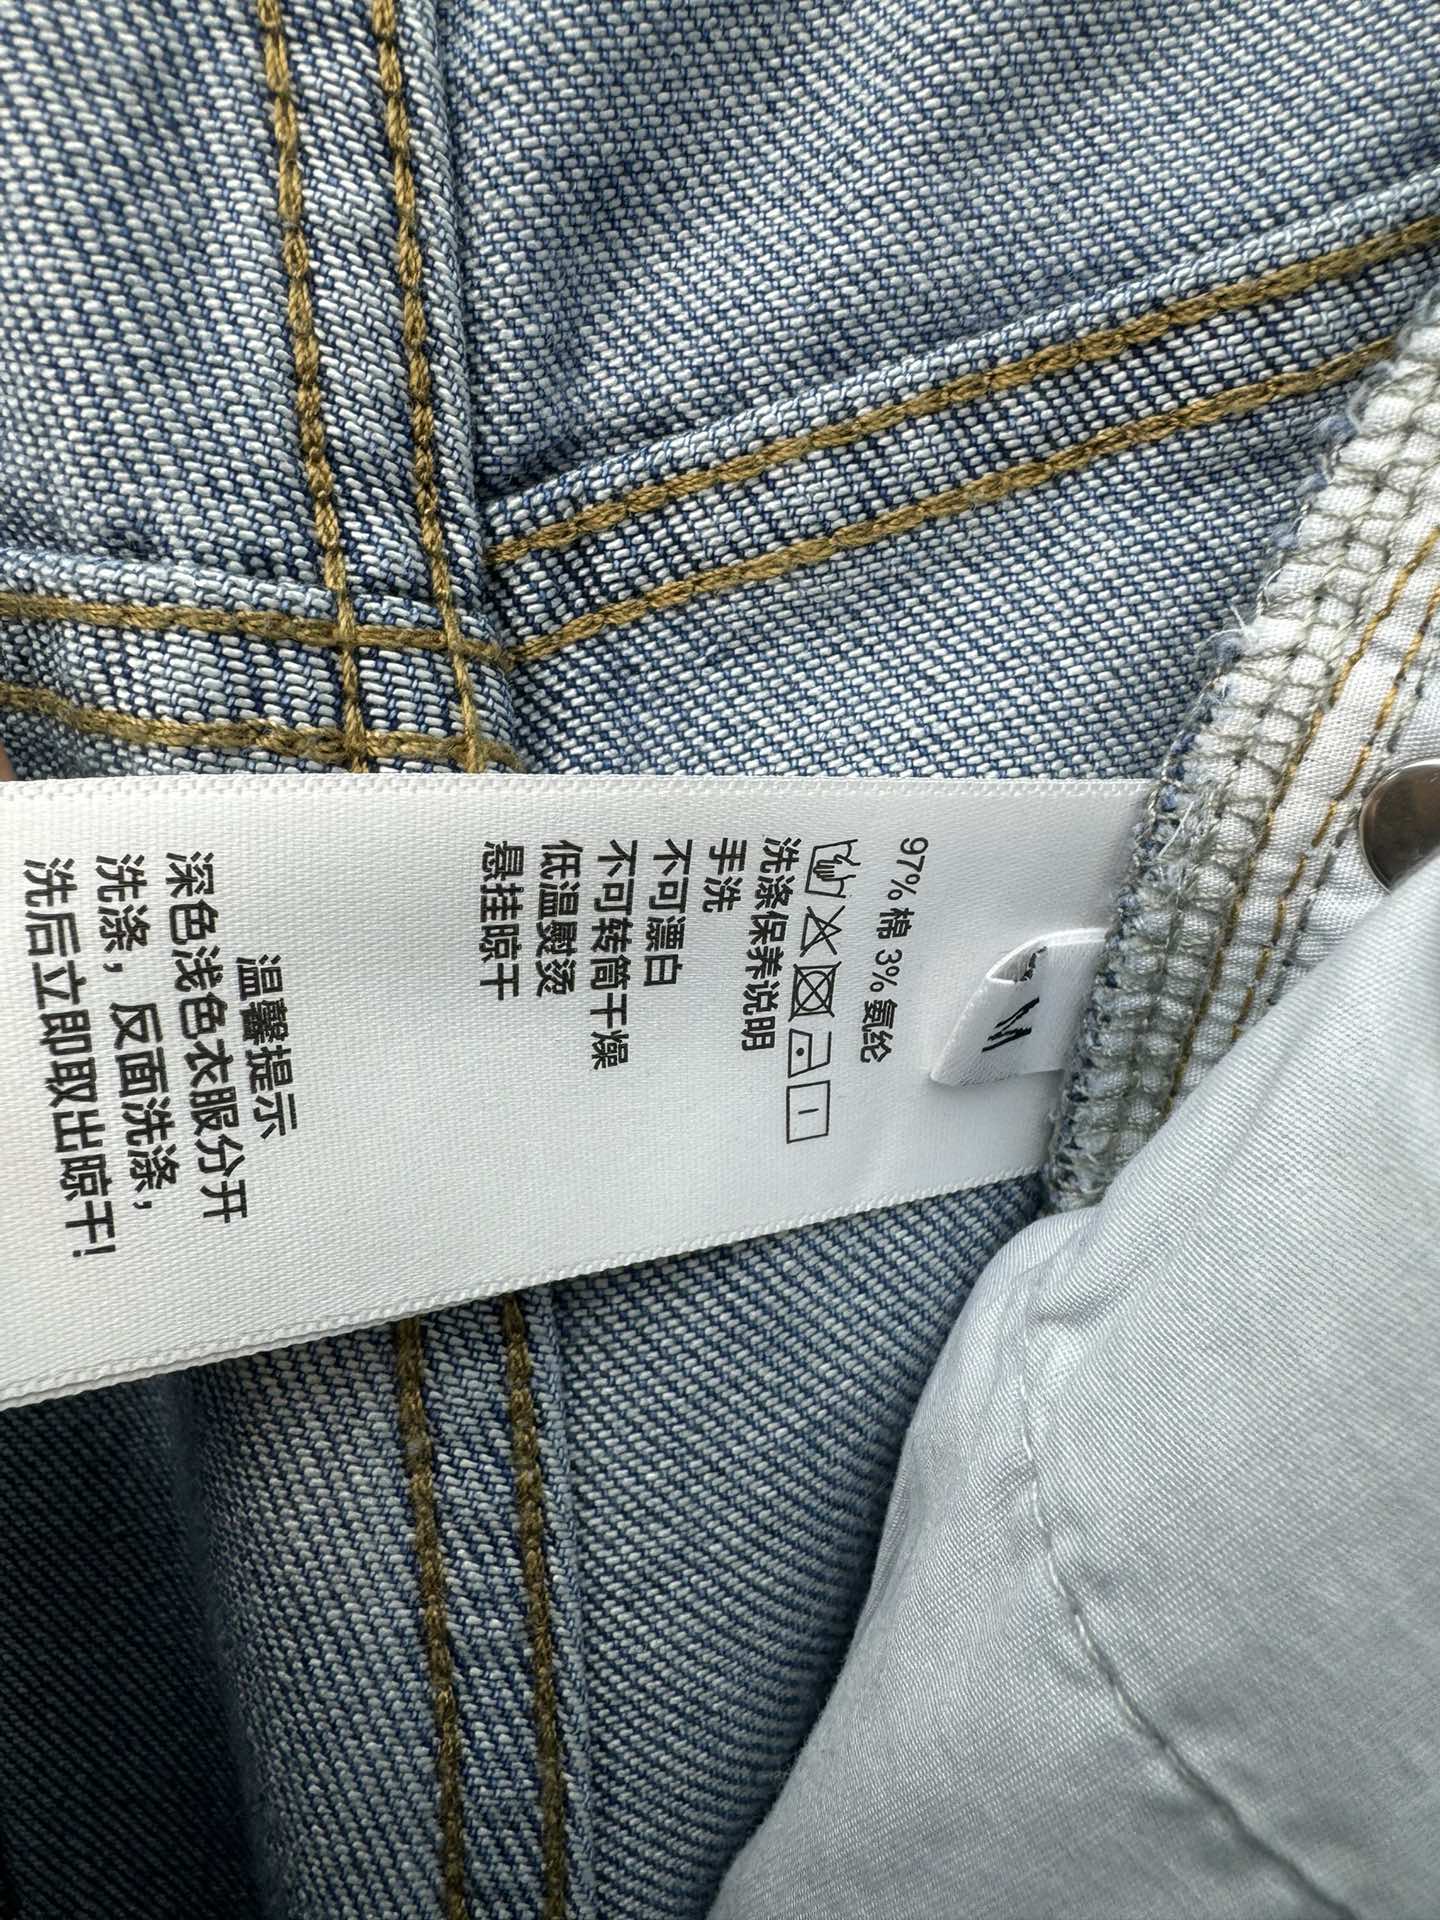 M
97% 棉 3% 氨纶
洗涤保养说明
手洗
不可漂白
不可转筒干燥
低温熨烫
悬挂晾干
温馨提示
深色浅色衣服分开
洗涤，反面洗涤，
洗后立即取出晾干!